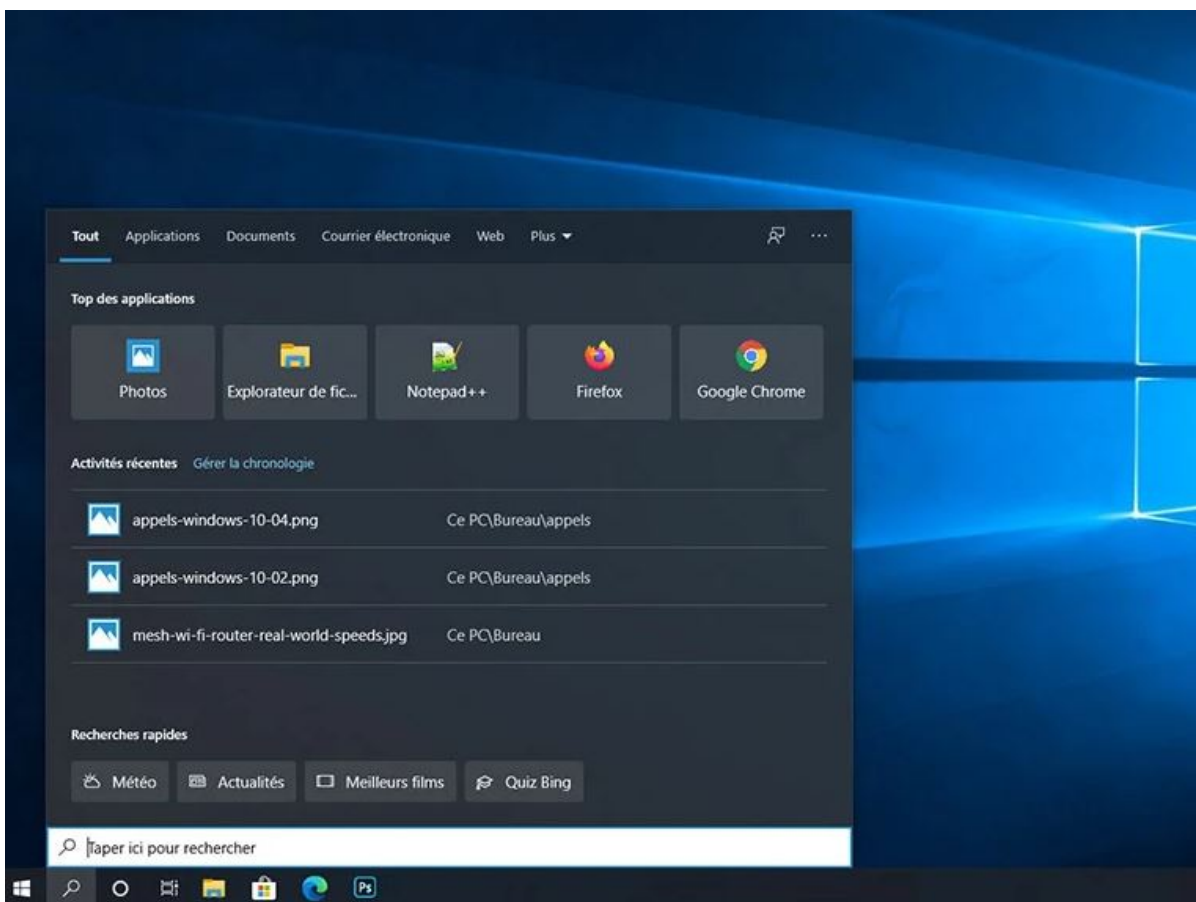 Tout Applications Documents Courrier électronique Web Plus
Top des applications
Photos Explorateur de fic... Notepad++ Firefox Google Chrome
Activités récentes Gérer la chronologie
appels-windows-10-04.png Ce PC\Bureau\appels
appels-windows-10-02.png Ce PC\Bureau\appels
mesh-wi-fi-router-real-world-speeds.jpg Ce PC\Bureau
Recherches rapides
Météo Actualités Meilleurs films Quiz Bing
Taper ici pour rechercher
Ps